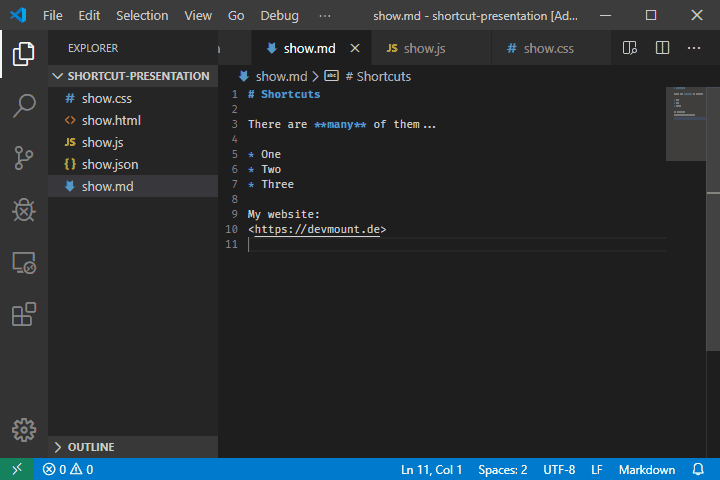 File Edit Selection View Go Debug ··· show.md - shortcut-presentation [Ad...
EXPLORER
show.md show.js show.css
SHORTCUT-PRESENTATION
show.css
show.html
show.js
show.json
show.md
OUTLINE
show.md > # Shortcuts
1 # Shortcuts
2
3 There are **many** of them...
4
5 * One
6 * Two
7 * Three
8
9 My website:
10 <https://devmount.de>
11
0 0 Ln 11, Col 1 Spaces: 2 UTF-8 LF Markdown